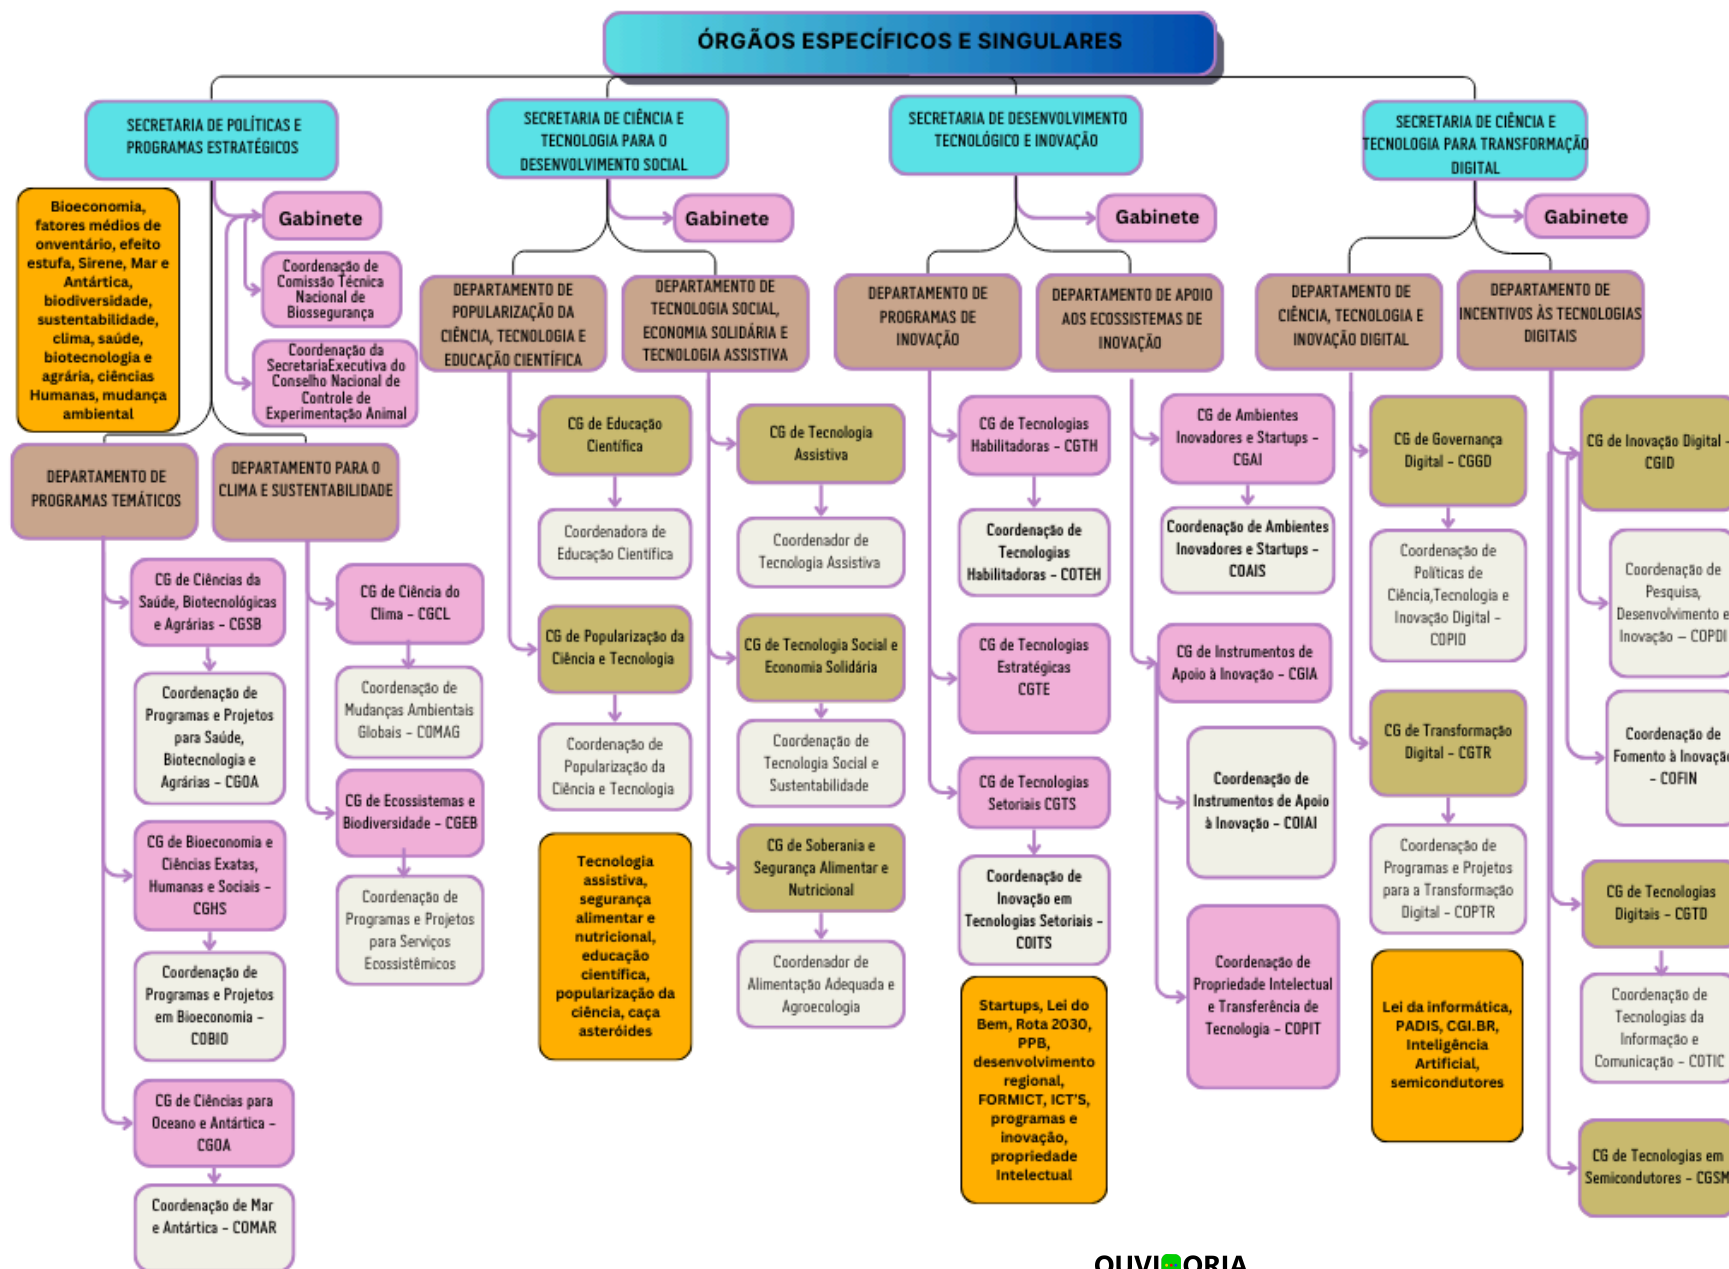 ÓRGÃOS ESPECÍFICOS E SINGULARES
SECRETARIA DE POLÍTICAS E
PROGRAMAS ESTRATÉGICOS
Bioeconomia,
fatores médios de
onventário, efeito
estufa, Sirene, Mar e
Antártica,
biodiversidade,
sustentabilidade,
clima, saúde,
biotecnologia e
agrária, ciências
Humanas, mudança
ambiental
Gabinete
Coordenação de
Comissão Técnica
Nacional de
Biossegurança
Coordenação da
SecretariaExecutiva do
Conselho Nacional de
Controle de
Experimentação Animal
DEPARTAMENTO DE
PROGRAMAS TEMÁTICOS
CG de Ciências da
Saúde, Biotecnológicas
e Agrárias - CGSB
Coordenação de
Programas e Projetos
para Saúde,
Biotecnologia e
Agrárias - CGOA
CG de Bioeconomia e
Ciências Exatas,
Humanas e Sociais -
CGHS
Coordenação de
Programas e Projetos
em Bioeconomia -
COBIO
CG de Ciências para
Oceano e Antártica -
CGOA
Coordenação de Mar
e Antártica - COMAR
DEPARTAMENTO PARA O
CLIMA E SUSTENTABILIDADE
CG de Ciência do
Clima - CGCL
Coordenação de
Mudanças Ambientais
Globais - COMAG
CG de Ecossistemas e
Biodiversidade - CGEB
Coordenação de
Programas e Projetos
para Serviços
Ecossistêmicos
SECRETARIA DE CIÊNCIA E
TECNOLOGIA PARA O
DESENVOLVIMENTO SOCIAL
Gabinete
DEPARTAMENTO DE
POPULARIZAÇÃO DA
CIÊNCIA, TECNOLOGIA E
EDUCAÇÃO CIENTÍFICA
CG de Educação
Científica
Coordenadora de
Educação Científica
CG de Popularização da
Ciência e Tecnologia
Coordenação de
Popularização da
Ciência e Tecnologia
Tecnologia
assistiva,
segurança
alimentar e
nutricional,
educação
científica,
popularização da
ciência, caça
asteróides
DEPARTAMENTO DE
TECNOLOGIA SOCIAL,
ECONOMIA SOLIDÁRIA E
TECNOLOGIA ASSISTIVA
CG de Tecnologia
Assistiva
Coordenador de
Tecnologia Assistiva
CG de Tecnologia Social e
Economia Solidária
Coordenação de
Tecnologia Social e
Sustentabilidade
CG de Soberania e
Segurança Alimentar e
Nutricional
Coordenador de
Alimentação Adequada e
Agroecologia
SECRETARIA DE DESENVOLVIMENTO
TECNOLÓGICO E INOVAÇÃO
Gabinete
DEPARTAMENTO DE
PROGRAMAS DE
INOVAÇÃO
CG de Tecnologias
Habilitadoras - CGTH
Coordenação de
Tecnologias
Habilitadoras - COTEH
CG de Tecnologias
Estratégicas
CGTE
CG de Tecnologias
Setoriais CGTS
Coordenação de
Inovação em
Tecnologias Setoriais -
COITS
Startups, Lei do
Bem, Rota 2030,
PPB,
desenvolvimento
regional,
FORMICT, ICT'S,
programas e
inovação,
propriedade
Intelectual
DEPARTAMENTO DE APOIO
AOS ECOSSISTEMAS DE
INOVAÇÃO
CG de Ambientes
Inovadores e Startups -
CGAI
Coordenação de Ambientes
Inovadores e Startups -
COAIS
CG de Instrumentos de
Apoio à Inovação - CGIA
Coordenação de
Instrumentos de Apoio
à Inovação - COIAI
Coordenação de
Propriedade Intelectual
e Transferência de
Tecnologia - COPIT
SECRETARIA DE CIÊNCIA E
TECNOLOGIA PARA TRANSFORMAÇÃO
DIGITAL
Gabinete
DEPARTAMENTO DE
CIÊNCIA, TECNOLOGIA E
INOVAÇÃO DIGITAL
CG de Governança
Digital - CGGD
Coordenação de
Políticas de
Ciência,Tecnologia e
Inovação Digital -
COPID
CG de Transformação
Digital - CGTR
Coordenação de
Programas e Projetos
para a Transformação
Digital - COPTR
Lei da informática,
PADIS, CGI.BR,
Inteligência
Artificial,
semicondutores
DEPARTAMENTO DE
INCENTIVOS ÀS TECNOLOGIAS
DIGITAIS
CG de Inovação Digital -
CGID
Coordenação de
Pesquisa,
Desenvolvimento e
Inovação – COPDI
Coordenação de
Fomento à Inovação
- COFIN
CG de Tecnologias
Digitais - CGTD
Coordenação de
Tecnologias da
Informação e
Comunicação - COTIC
CG de Tecnologias em
Semicondutores - CGSM
OUVIDORIA